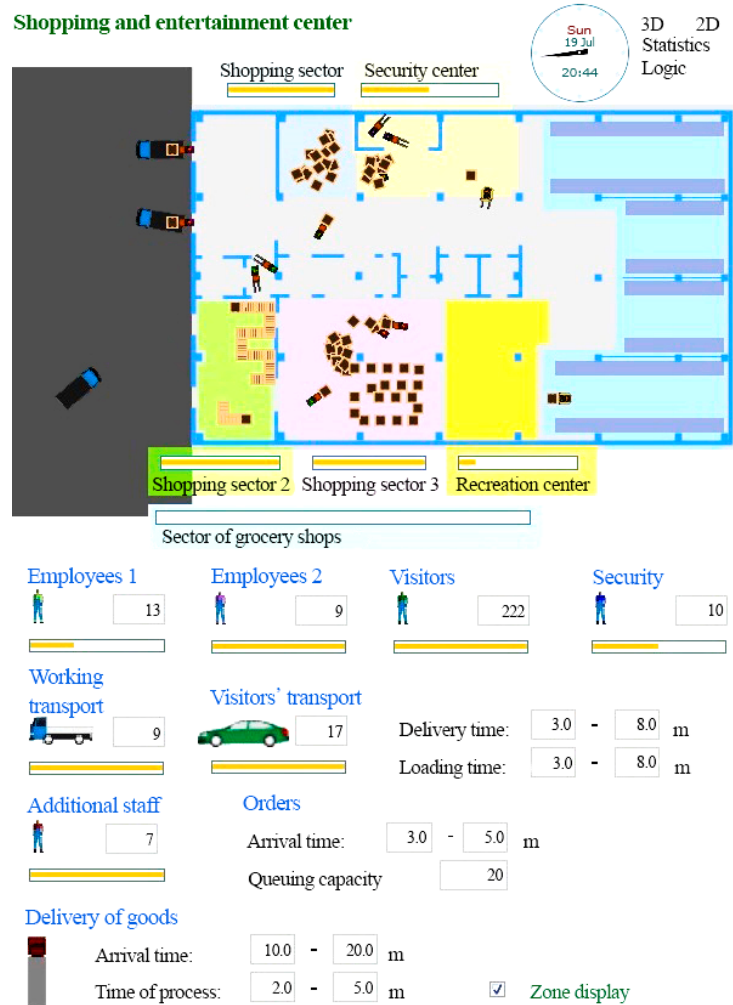 Shoppimg and entertainment center
Sun
19 Jul
20:44
3D 2D
Statistics
Logic
Shopping sector
Security center
Shopping sector 2
Shopping sector 3
Recreation center
Sector of grocery shops
Employees 1
13
Employees 2
9
Visitors
222
Security
10
Working
transport
9
Visitors' transport
17
Delivery time: 3.0 - 8.0 m
Loading time: 3.0 - 8.0 m
Additional staff
7
Orders
Arrival time: 3.0 - 5.0 m
Queuing capacity 20
Delivery of goods
Arrival time: 10.0 - 20.0 m
Time of process: 2.0 - 5.0 m
Zone display